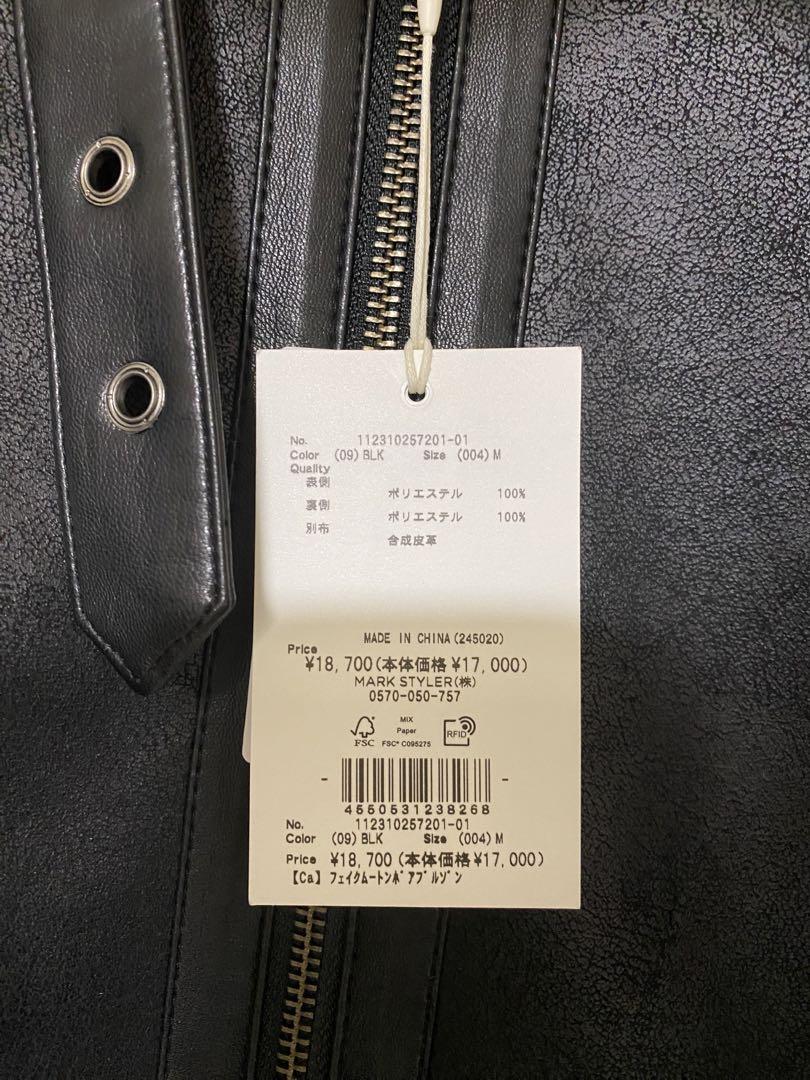 No. 112310257201-01
Color (09) BLK Size (004) M
Quality
表側
ポリエステル 100%
裏側
ポリエステル 100%
別布
合成皮革
MADE IN CHINA (245020)
Price
¥18,700 (本体価格 ¥17,000)
MARK STYLER (株)
0570-050-757
FSC
MIX
Paper
FSC® C095275
RFID
4550531238268
No. 112310257201-01
Color (09) BLK Size (004) M
Price ¥18,700 (本体価格 ¥17,000)
【Ca】ﾌｪｲｸﾑｰﾄﾝﾎﾞｱﾌﾞﾙｿﾞﾝ